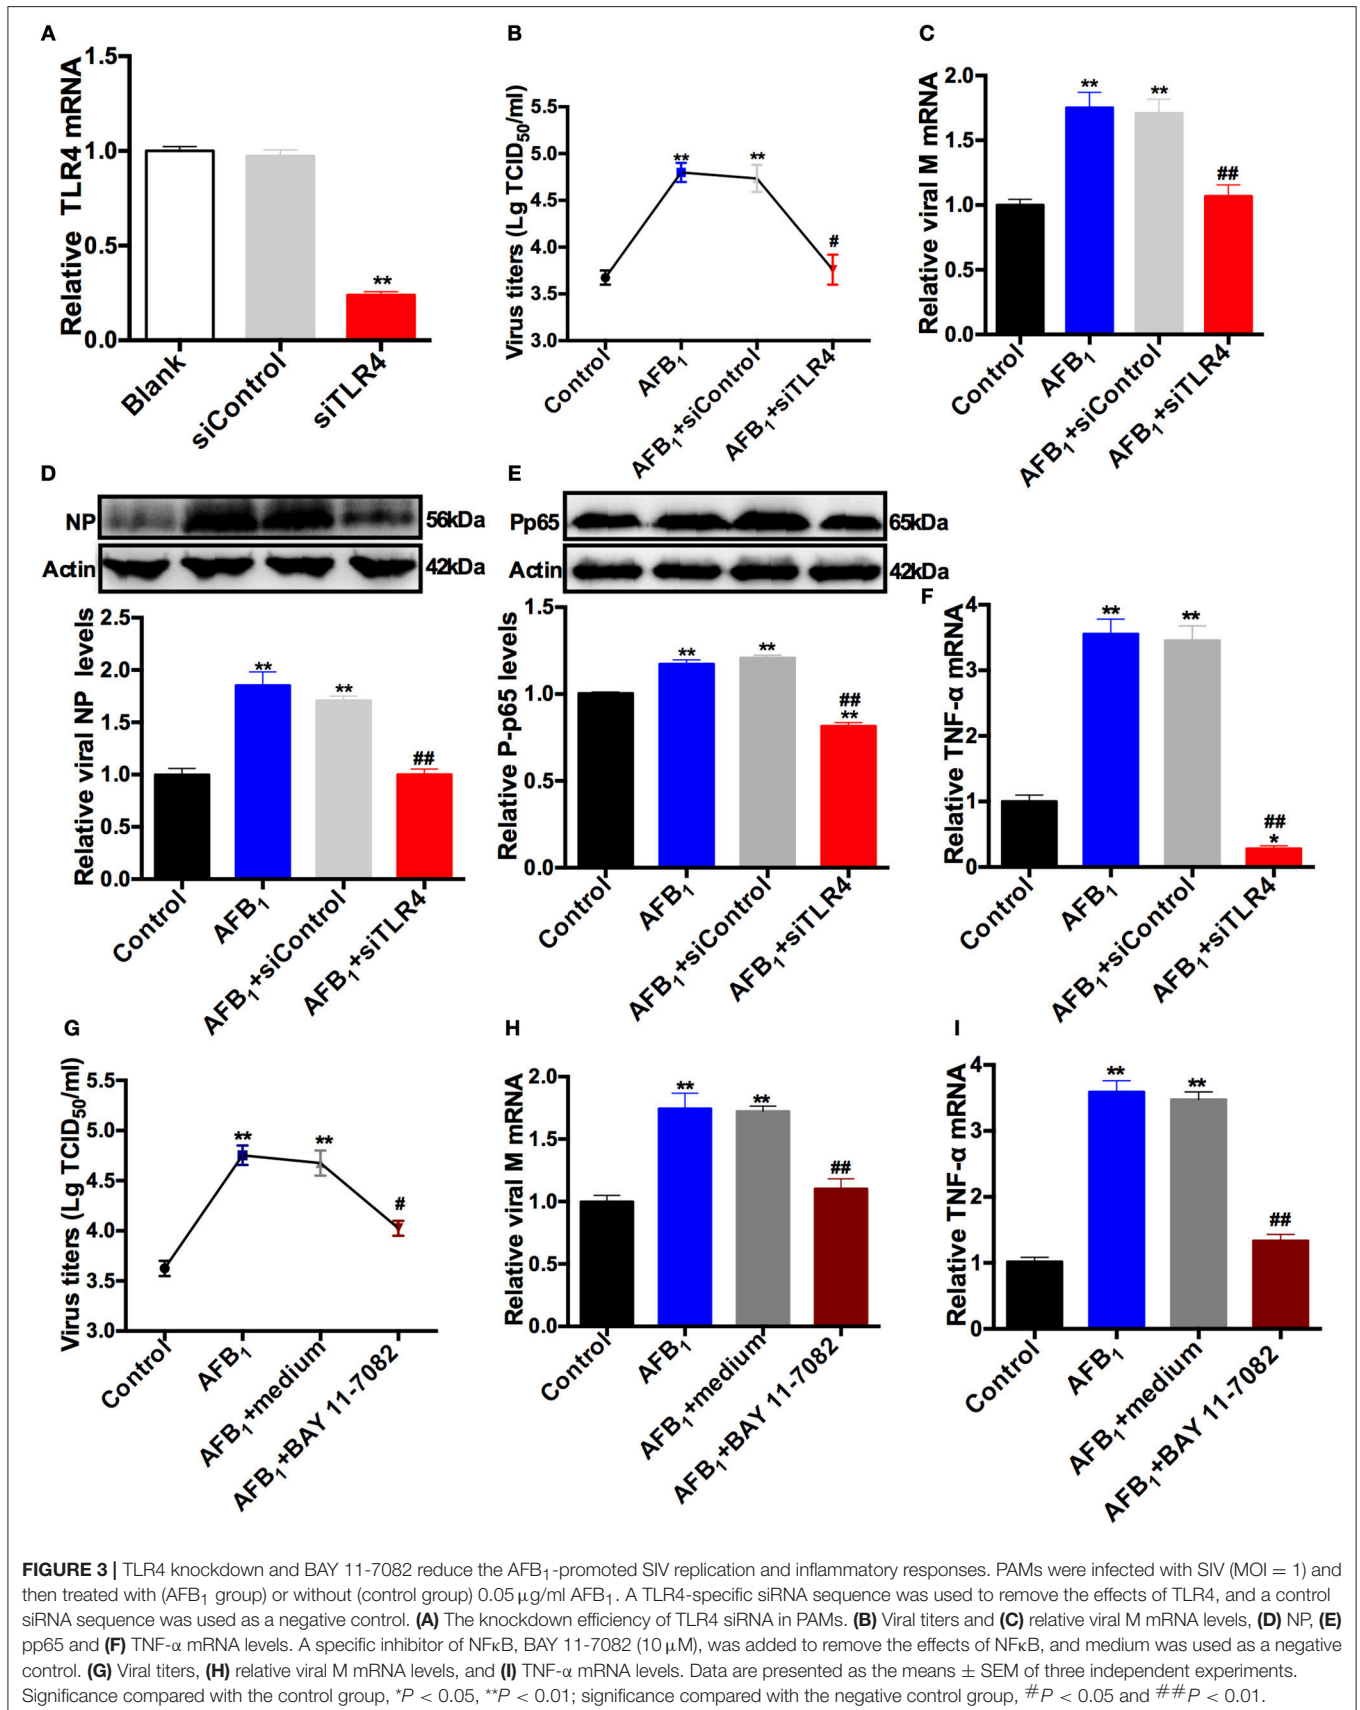 A
Relative TLR4 mRNA
1.5
1.0
0.5
0.0
**
Blank
siControl
siTLR4
B
Virus titers (Lg TCID50/ml)
5.5
5.0
4.5
4.0
3.5
3.0
**
**
#
Control
AFB1
AFB1+siControl
AFB1+siTLR4
C
Relative viral M mRNA
2.0
1.5
1.0
0.5
0.0
**
**
##
Control
AFB1
AFB1+siControl
AFB1+siTLR4
D
NP
56kDa
Actin
42kDa
Relative viral NP levels
2.5
2.0
1.5
1.0
0.5
0.0
**
**
##
Control
AFB1
AFB1+siControl
AFB1+siTLR4
E
Pp65
65kDa
Actin
42kDa
Relative P-p65 levels
1.5
1.0
0.5
0.0
**
**
##
**
Control
AFB1
AFB1+siControl
AFB1+siTLR4
F
Relative TNF-α mRNA
4
3
2
1
0
**
**
##
*
Control
AFB1
AFB1+siControl
AFB1+siTLR4
G
Virus titers (Lg TCID50/ml)
5.5
5.0
4.5
4.0
3.5
3.0
**
**
#
Control
AFB1
AFB1+medium
AFB1+BAY 11-7082
H
Relative viral M mRNA
2.0
1.5
1.0
0.5
0.0
**
**
##
Control
AFB1
AFB1+medium
AFB1+BAY 11-7082
I
Relative TNF-α mRNA
4
3
2
1
0
**
**
##
Control
AFB1
AFB1+medium
AFB1+BAY 11-7082
FIGURE 3 | TLR4 knockdown and BAY 11-7082 reduce the AFB1-promoted SIV replication and inflammatory responses. PAMs were infected with SIV (MOI = 1) and
then treated with (AFB1 group) or without (control group) 0.05 μg/ml AFB1. A TLR4-specific siRNA sequence was used to remove the effects of TLR4, and a control
siRNA sequence was used as a negative control. (A) The knockdown efficiency of TLR4 siRNA in PAMs. (B) Viral titers and (C) relative viral M mRNA levels, (D) NP, (E)
pp65 and (F) TNF-α mRNA levels. A specific inhibitor of NFκB, BAY 11-7082 (10 μM), was added to remove the effects of NFκB, and medium was used as a negative
control. (G) Viral titers, (H) relative viral M mRNA levels, and (I) TNF-α mRNA levels. Data are presented as the means ± SEM of three independent experiments.
Significance compared with the control group, *P < 0.05, **P < 0.01; significance compared with the negative control group, #P < 0.05 and ##P < 0.01.